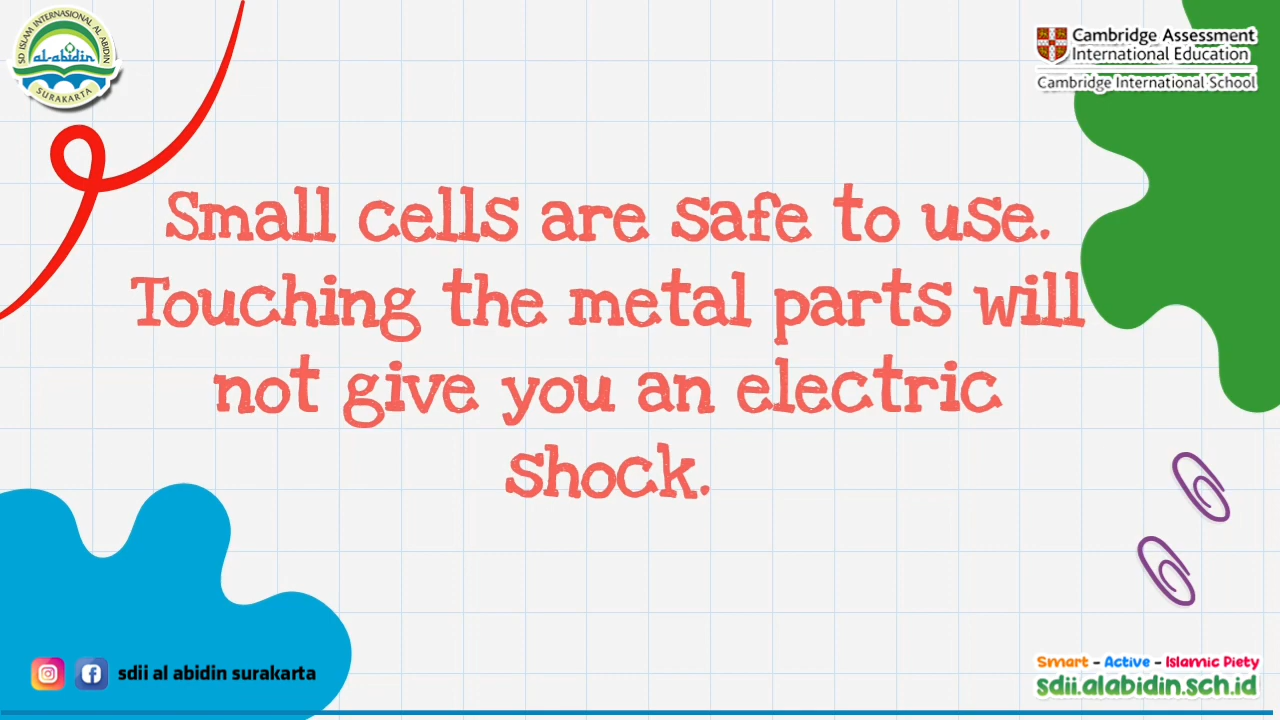 SD ISLAM INTERNASIONAL AL ABIDIN
al-abidin
SURAKARTA
Cambridge Assessment
International Education
Cambridge International School
Small cells are safe to use.
Touching the metal parts will
not give you an electric
shock.
sdii al abidin surakarta
Smart - Active - Islamic Piety
sdii.alabidin.sch.id